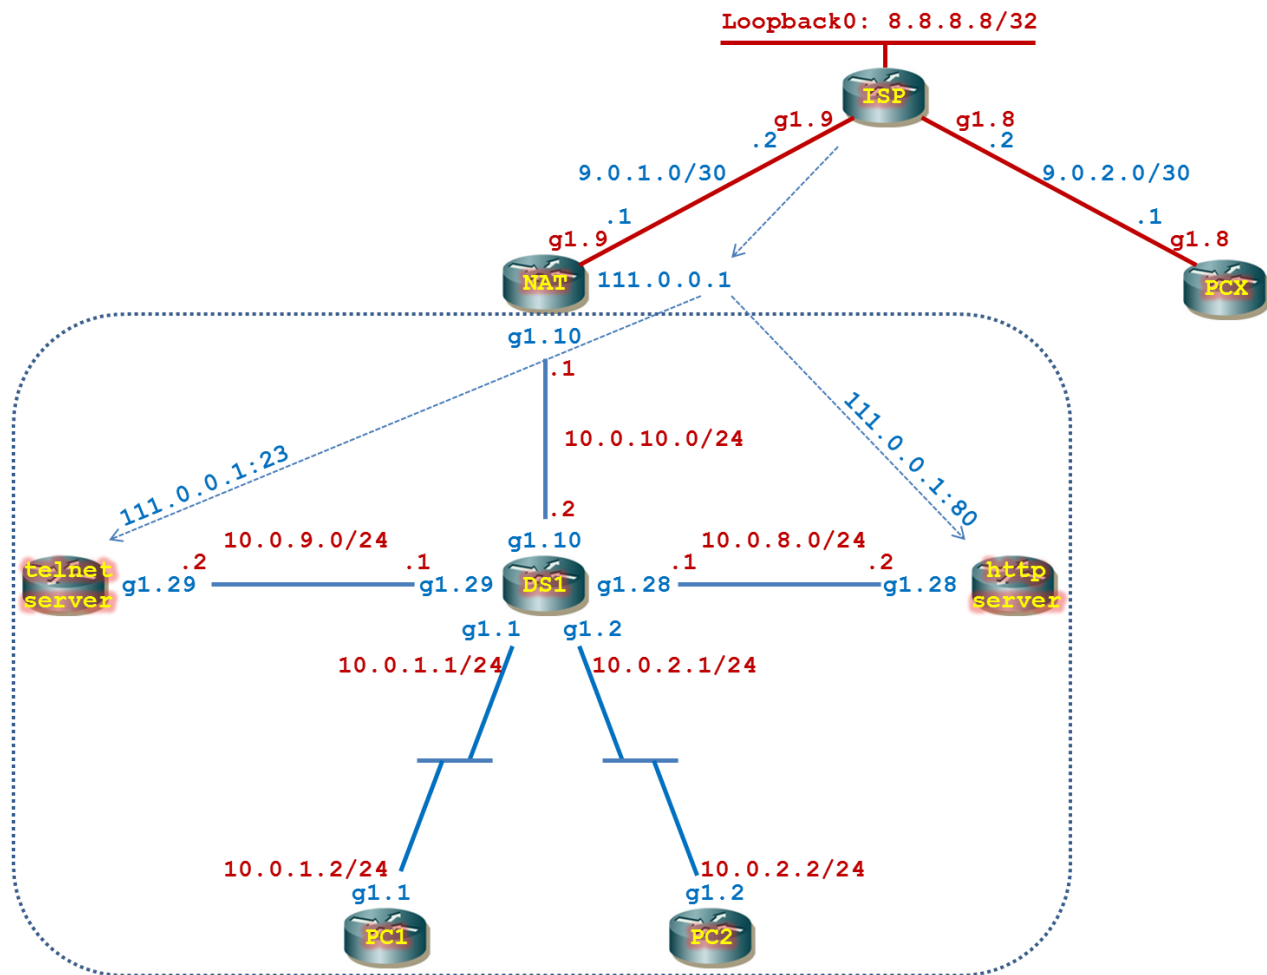 Loopback0: 8.8.8.8/32
ISP
g1.9
g1.8
.2
.2
9.0.1.0/30
9.0.2.0/30
.1
.1
g1.9
g1.8
NAT
111.0.0.1
PCX
g1.10
.1
10.0.10.0/24
111.0.0.1:23
111.0.0.1:80
.2
g1.10
10.0.9.0/24
10.0.8.0/24
.2
.1
.1
.2
telnet
server
g1.29
g1.29
DS1
g1.28
g1.28
http
server
g1.1
g1.2
10.0.1.1/24
10.0.2.1/24
10.0.1.2/24
10.0.2.2/24
g1.1
g1.2
PC1
PC2